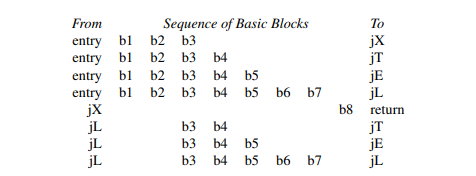 From Sequence of Basic Blocks To
entry b1 b2 b3 jX
entry b1 b2 b3 b4 jT
entry b1 b2 b3 b4 b5 jE
entry b1 b2 b3 b4 b5 b6 b7 jL
jX b8 return
jL b3 b4 jT
jL b3 b4 b5 jE
jL b3 b4 b5 b6 b7 jL